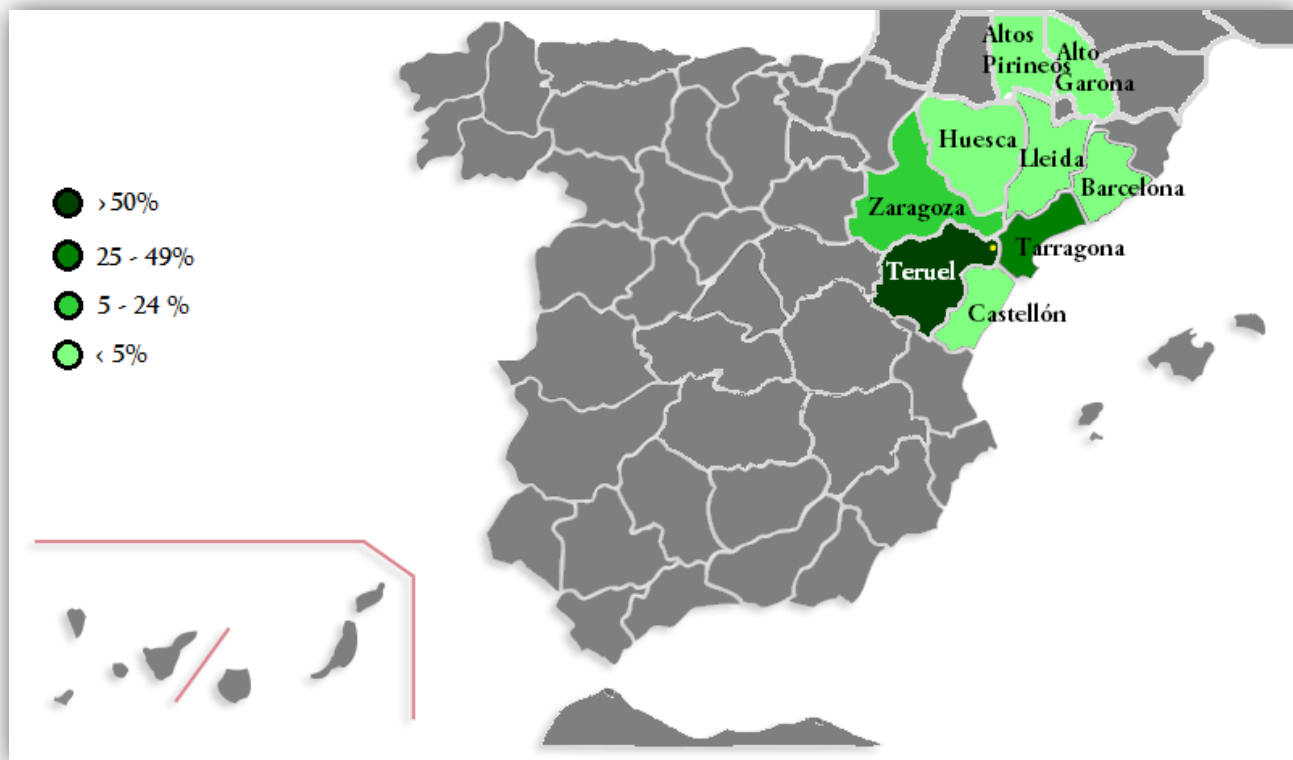 Altos
Pirineos
Alto
Garona
Huesca
Lleida
Barcelona
Zaragoza
Tarragona
Teruel
Castellón
› 50%
25 - 49%
5 - 24 %
‹ 5%